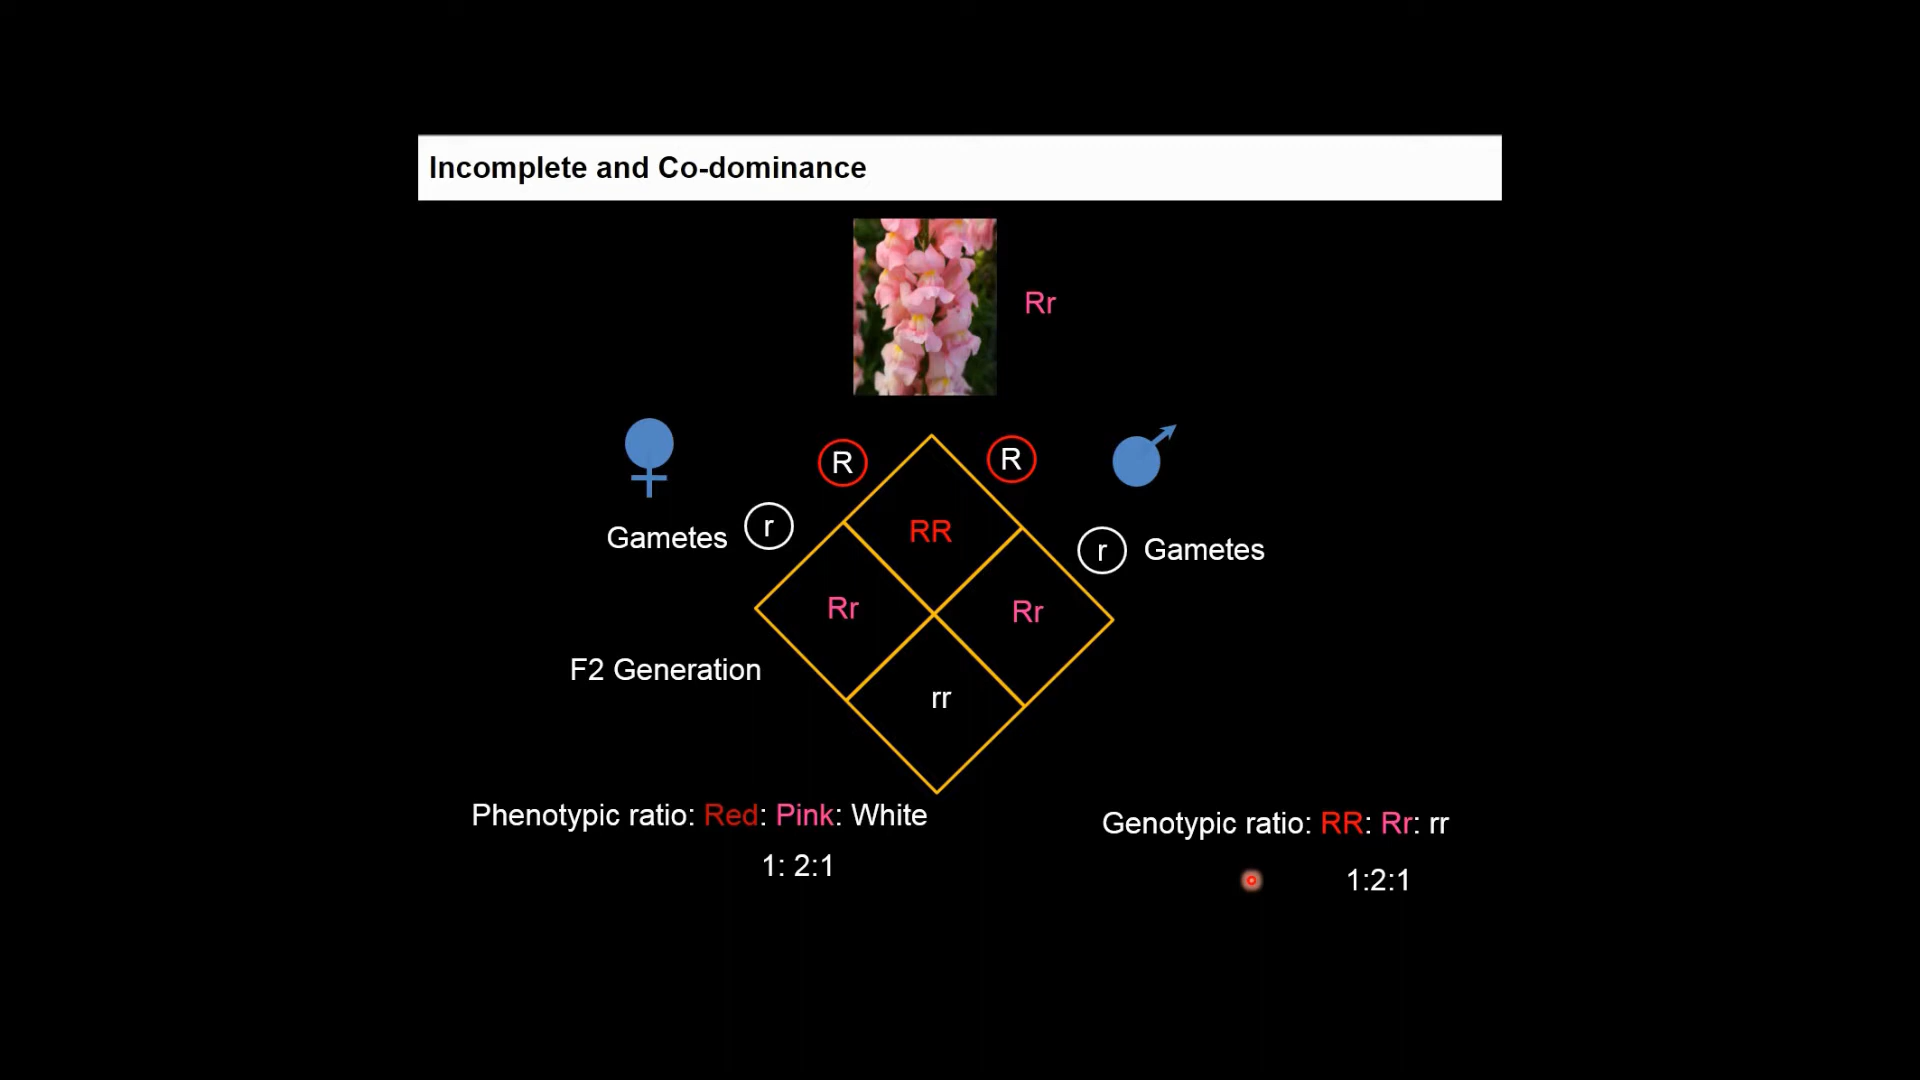 Incomplete and Co-dominance
Rr
R
R
r
Gametes
r
Gametes
RR
Rr
Rr
rr
F2 Generation
Phenotypic ratio: Red: Pink: White
1: 2:1
Genotypic ratio: RR: Rr: rr
1:2:1